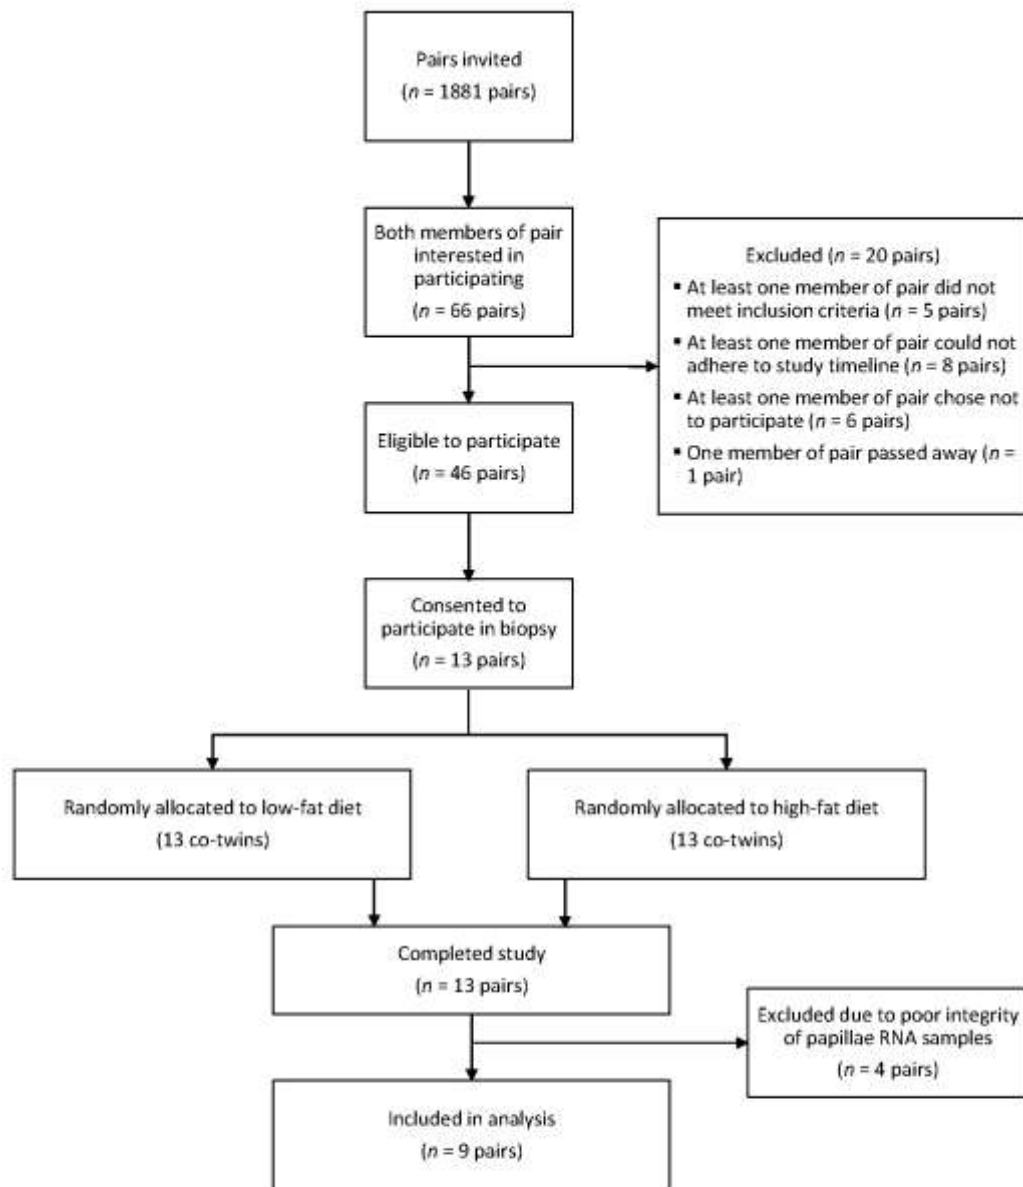 Pairs invited
(n = 1881 pairs)
Both members of pair
interested in
participating
(n = 66 pairs)
Excluded (n = 20 pairs)
▪ At least one member of pair did not
meet inclusion criteria (n = 5 pairs)
▪ At least one member of pair could not
adhere to study timeline (n = 8 pairs)
▪ At least one member of pair chose not
to participate (n = 6 pairs)
▪ One member of pair passed away (n =
1 pair)
Eligible to participate
(n = 46 pairs)
Consented to
participate in biopsy
(n = 13 pairs)
Randomly allocated to low-fat diet
(13 co-twins)
Randomly allocated to high-fat diet
(13 co-twins)
Completed study
(n = 13 pairs)
Excluded due to poor integrity
of papillae RNA samples
(n = 4 pairs)
Included in analysis
(n = 9 pairs)